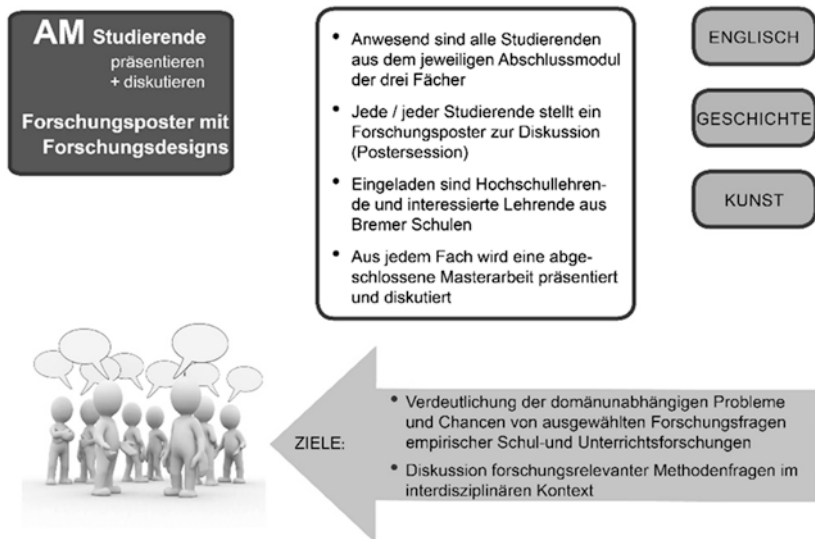 AM Studierende
präsentieren
+ diskutieren
Forschungsposter mit
Forschungsdesigns
• Anwesend sind alle Studierenden
aus dem jeweiligen Abschlussmodul
der drei Fächer
• Jede / jeder Studierende stellt ein
Forschungsposter zur Diskussion
(Postersession)
• Eingeladen sind Hochschullehren-
de und interessierte Lehrende aus
Bremer Schulen
• Aus jedem Fach wird eine abge-
schlossene Masterarbeit präsentiert
und diskutiert
ENGLISCH
GESCHICHTE
KUNST
ZIELE:
• Verdeutlichung der domänunabhängigen Probleme
und Chancen von ausgewählten Forschungsfragen
empirischer Schul-und Unterrichtsforschungen
• Diskussion forschungsrelevanter Methodenfragen im
interdisziplinären Kontext